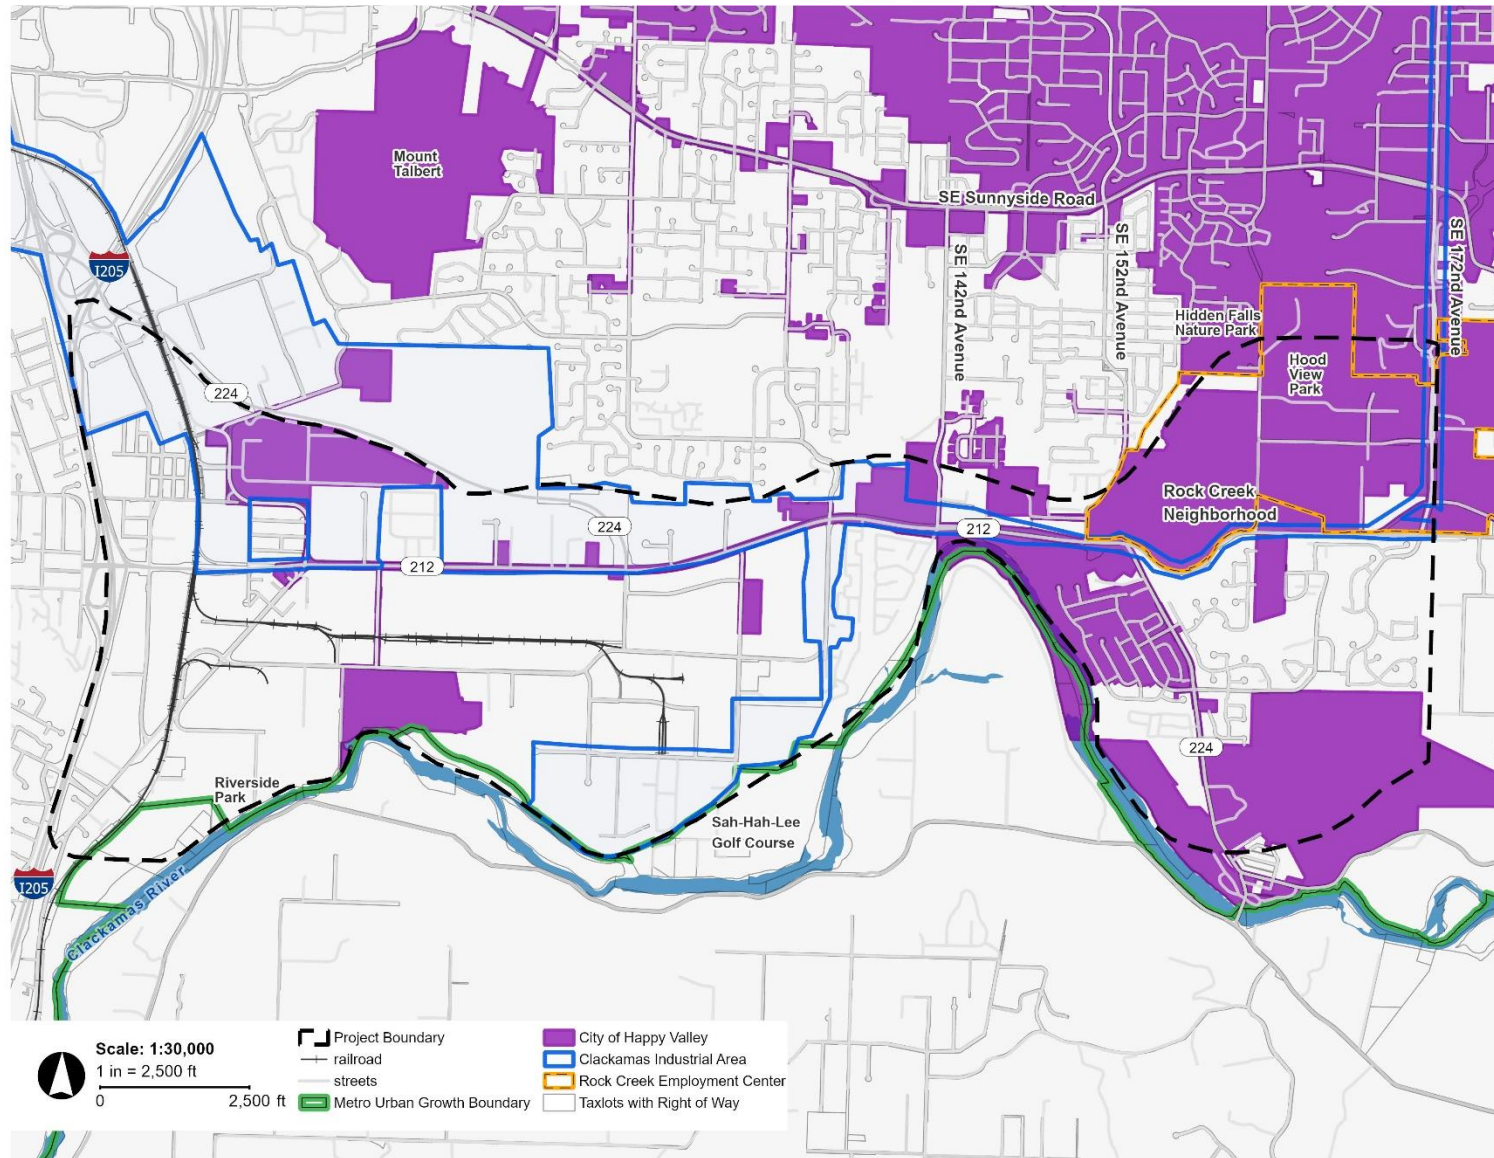 Mount
Talbert
SE Sunnyside Road
SE 142nd Avenue
SE 152nd Avenue
SE 172nd Avenue
I205
Hidden Falls
Nature Park
Hood
View
Park
224
Rock Creek
Neighborhood
224
212
212
224
Riverside
Park
Sah-Hah-Lee
Golf Course
I205
Clackamas River
Scale: 1:30,000
1 in = 2,500 ft
0 2,500 ft
Project Boundary
railroad
streets
Metro Urban Growth Boundary
City of Happy Valley
Clackamas Industrial Area
Rock Creek Employment Center
Taxlots with Right of Way